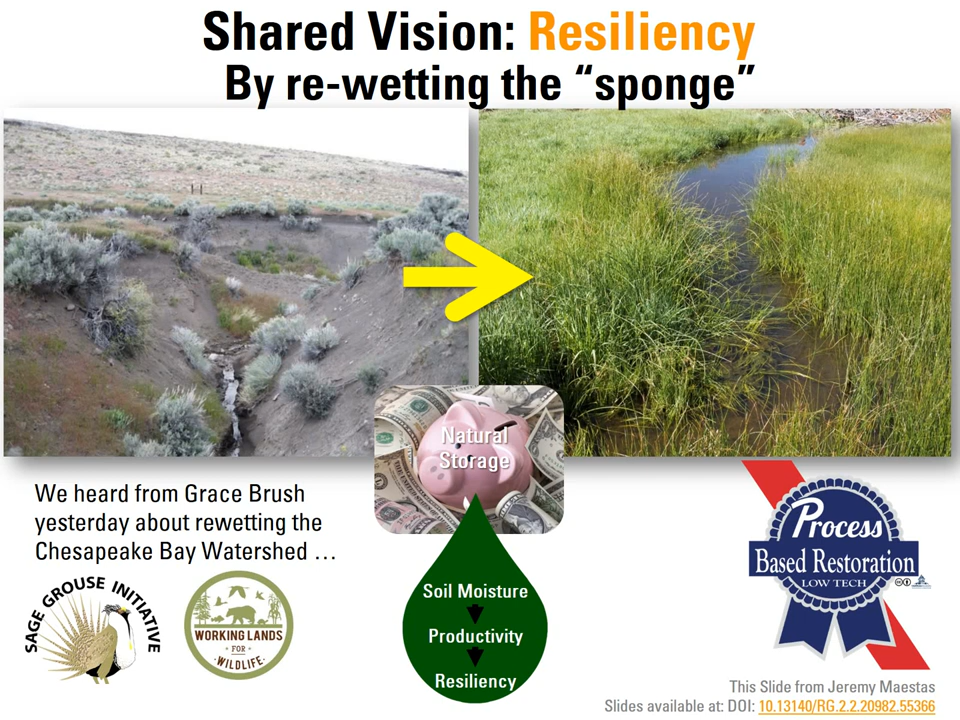 Shared Vision: Resiliency
By re-wetting the “sponge”
Natural
Storage
We heard from Grace Brush
yesterday about rewetting the
Chesapeake Bay Watershed …
SAGE GROUSE INITIATIVE
WORKING LANDS
FOR
WILDLIFE
Soil Moisture
Productivity
Resiliency
Process
Based Restoration
LOW TECH
This Slide from Jeremy Maestas
Slides available at: DOI: 10.13140/RG.2.2.20982.55366